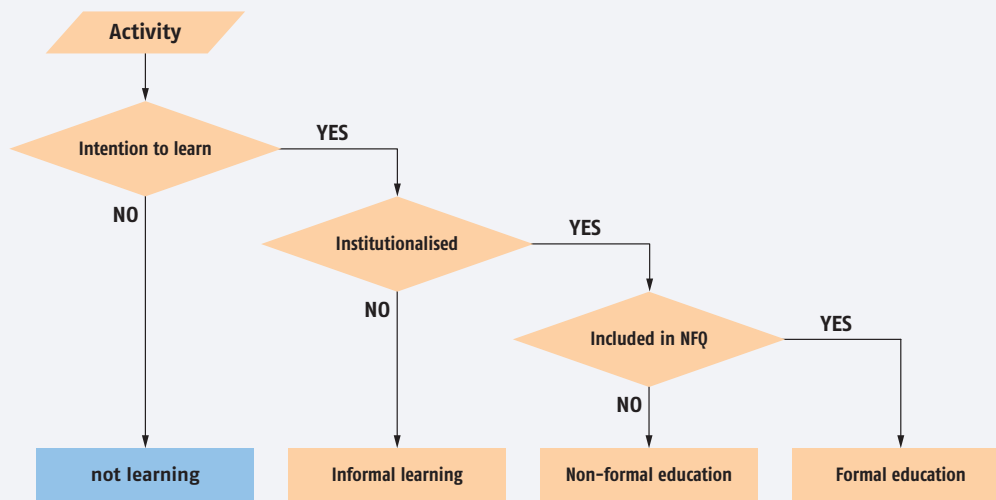 Activity
Intention to learn
YES
NO
Institutionalised
YES
NO
Included in NFQ
YES
NO
not learning
Informal learning
Non-formal education
Formal education